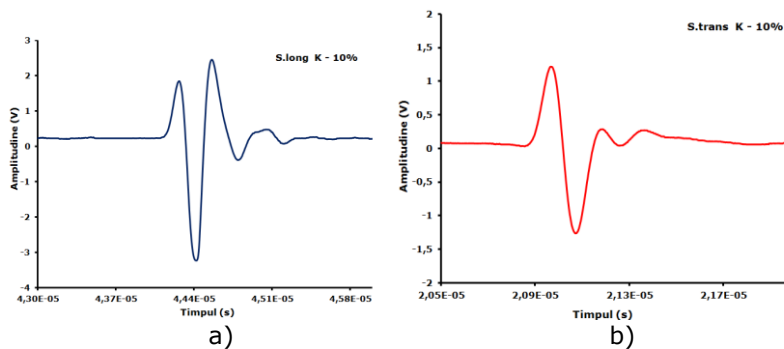 S.long K - 10%
Amplitudine (V)
3
2
1
0
-1
-2
-3
-4
4,30E-05 4,37E-05 4,44E-05 4,51E-05 4,58E-05
Timpul (s)
a)
S.trans K - 10%
Amplitudine (V)
2
1,5
1
0,5
0
-0,5
-1
-1,5
-2
2,05E-05 2,09E-05 2,13E-05 2,17E-05
Timpul (s)
b)